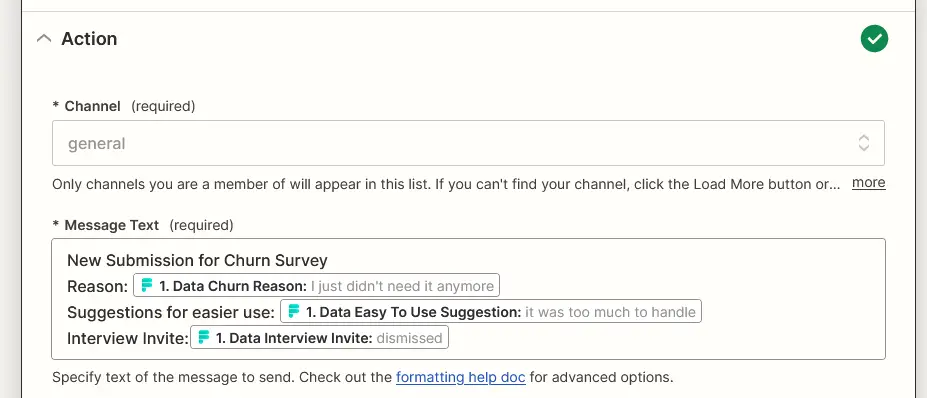 Action
* Channel (required)
general
Only channels you are a member of will appear in this list. If you can't find your channel, click the Load More button or... more
* Message Text (required)
New Submission for Churn Survey
Reason: 1. Data Churn Reason: I just didn't need it anymore
Suggestions for easier use: 1. Data Easy To Use Suggestion: it was too much to handle
Interview Invite: 1. Data Interview Invite: dismissed
Specify text of the message to send. Check out the formatting help doc for advanced options.